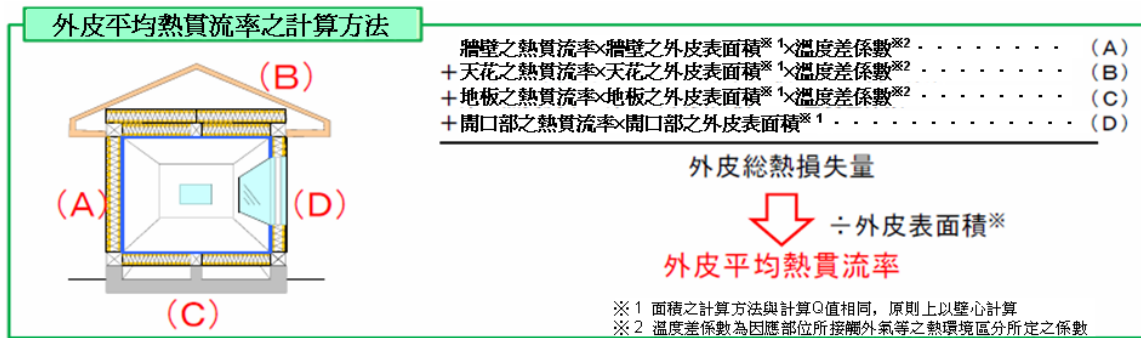 外皮平均熱貫流率之計算方法
牆壁之熱貫流率×牆壁之外皮表面積※1×溫度差係數※2・・・・・・・・ (A)
+天花之熱貫流率×天花之外皮表面積※1×溫度差係數※2・・・・・・・・ (B)
+地板之熱貫流率×地板之外皮表面積※1×溫度差係數※2・・・・・・・・ (C)
+開口部之熱貫流率×開口部之外皮表面積※1・・・・・・・・・・・・・ (D)
外皮総熱損失量
÷外皮表面積※
外皮平均熱貫流率
※1 面積之計算方法與計算Q值相同，原則上以壁心計算
※2 溫度差係數為因應部位所接觸外氣等之熱環境區分所定之係數
(B)
(A)
(D)
(C)